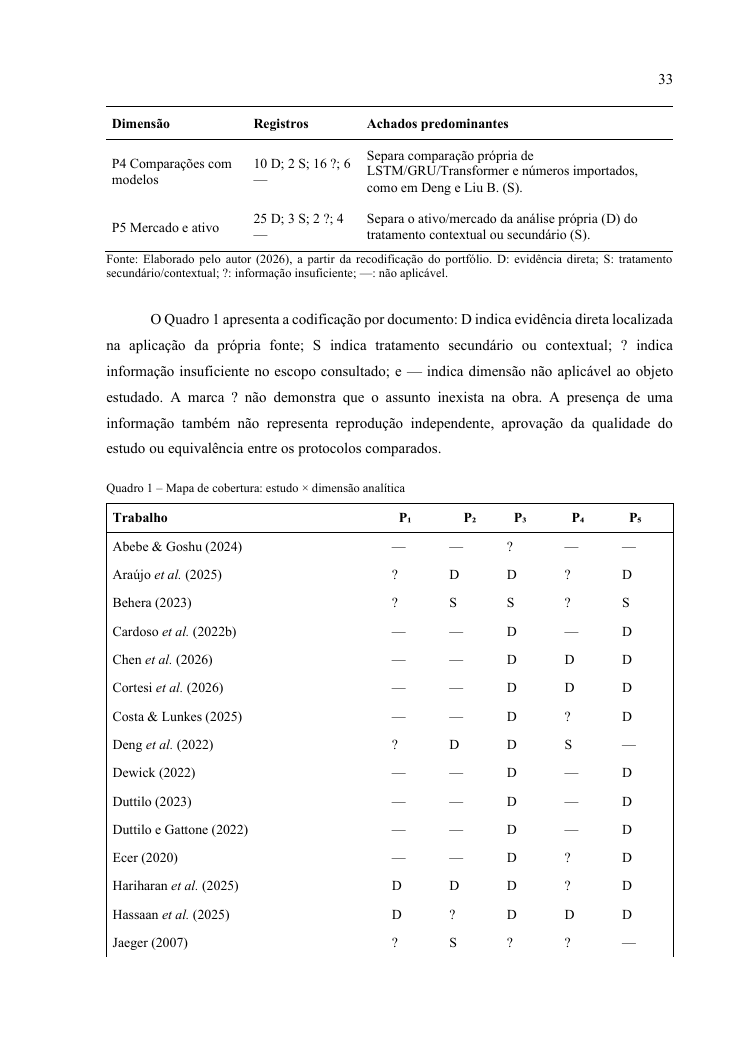 33
Dimensão Registros Achados predominantes
P4 Comparações com modelos 10 D; 2 S; 16 ?; 6 — Separa comparação própria de LSTM/GRU/Transformer e números importados, como em Deng e Liu B. (S).
P5 Mercado e ativo 25 D; 3 S; 2 ?; 4 — Separa o ativo/mercado da análise própria (D) do tratamento contextual ou secundário (S).
Fonte: Elaborado pelo autor (2026), a partir da recodificação do portfólio. D: evidência direta; S: tratamento
secundário/contextual; ?: informação insuficiente; —: não aplicável.
O Quadro 1 apresenta a codificação por documento: D indica evidência direta localizada
na aplicação da própria fonte; S indica tratamento secundário ou contextual; ? indica
informação insuficiente no escopo consultado; e — indica dimensão não aplicável ao objeto
estudado. A marca ? não demonstra que o assunto inexista na obra. A presença de uma
informação também não representa reprodução independente, aprovação da qualidade do
estudo ou equivalência entre os protocolos comparados.
Quadro 1 – Mapa de cobertura: estudo × dimensão analítica
Trabalho P₁ P₂ P₃ P₄ P₅
Abebe & Goshu (2024) — — ? — —
Araújo et al. (2025) ? D D ? D
Behera (2023) ? S S ? S
Cardoso et al. (2022b) — — D — D
Chen et al. (2026) — — D D D
Cortesi et al. (2026) — — D D D
Costa & Lunkes (2025) — — D ? D
Deng et al. (2022) ? D D S —
Dewick (2022) — — D — D
Duttilo (2023) — — D — D
Duttilo e Gattone (2022) — — D — D
Ecer (2020) — — D ? D
Hariharan et al. (2025) D D D ? D
Hassaan et al. (2025) D ? D D D
Jaeger (2007) ? S ? ? —